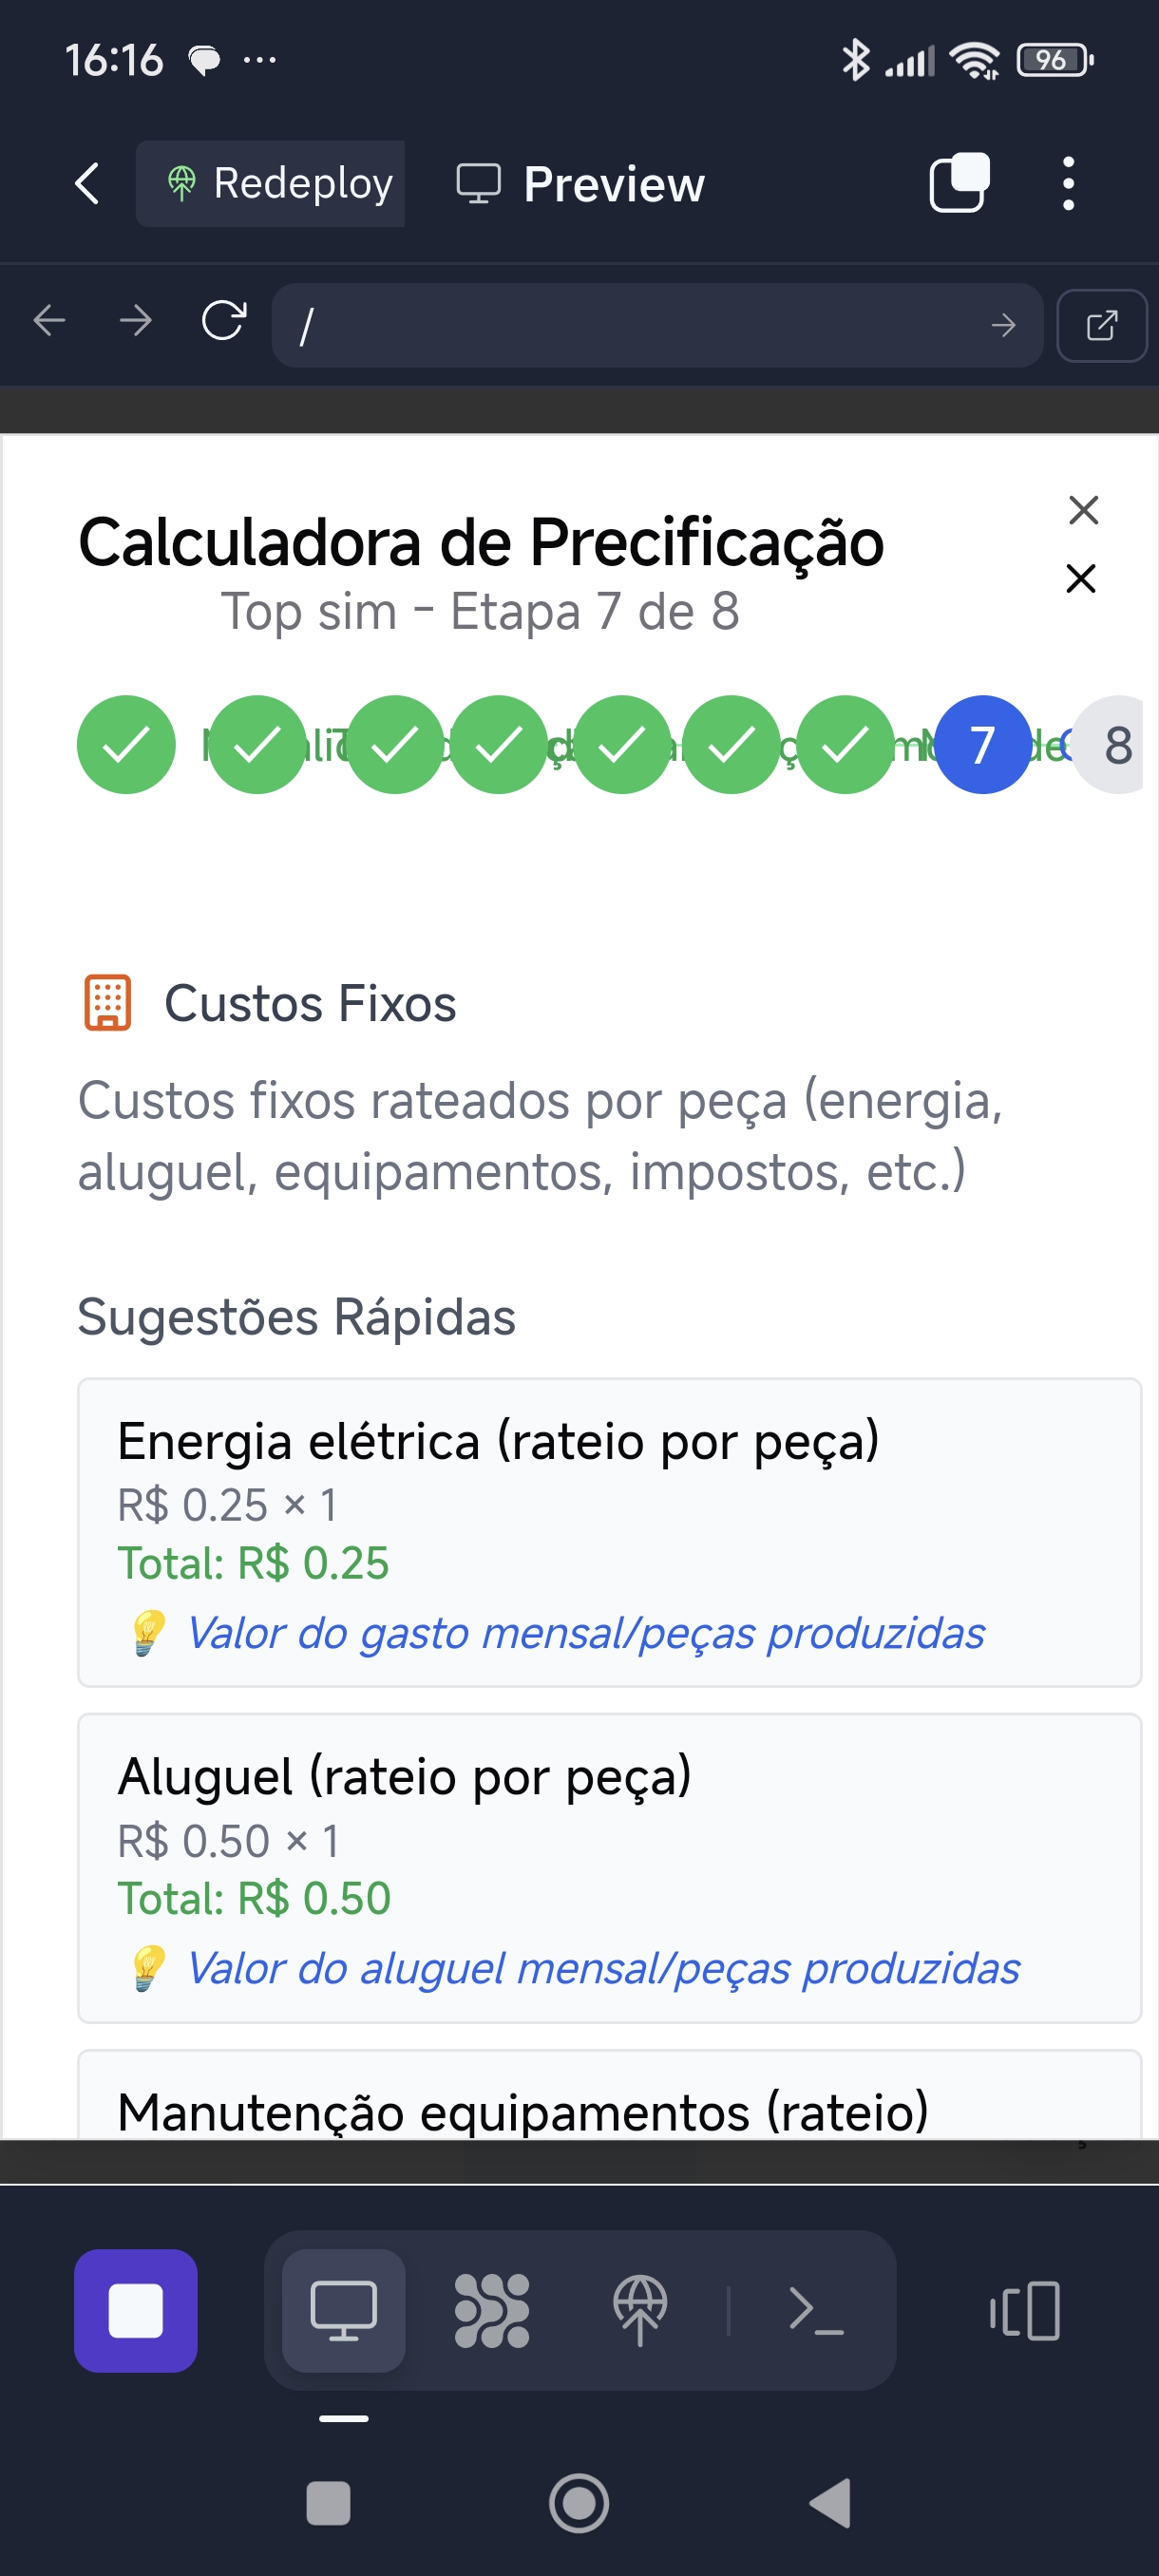 16:16
96
Redeploy
Preview
/
Calculadora de Precificação
Top sim - Etapa 7 de 8
7
8
Custos Fixos
Custos fixos rateados por peça (energia,
aluguel, equipamentos, impostos, etc.)
Sugestões Rápidas
Energia elétrica (rateio por peça)
R$ 0.25 × 1
Total: R$ 0.25
💡 Valor do gasto mensal/peças produzidas
Aluguel (rateio por peça)
R$ 0.50 × 1
Total: R$ 0.50
💡 Valor do aluguel mensal/peças produzidas
Manutenção equipamentos (rateio)